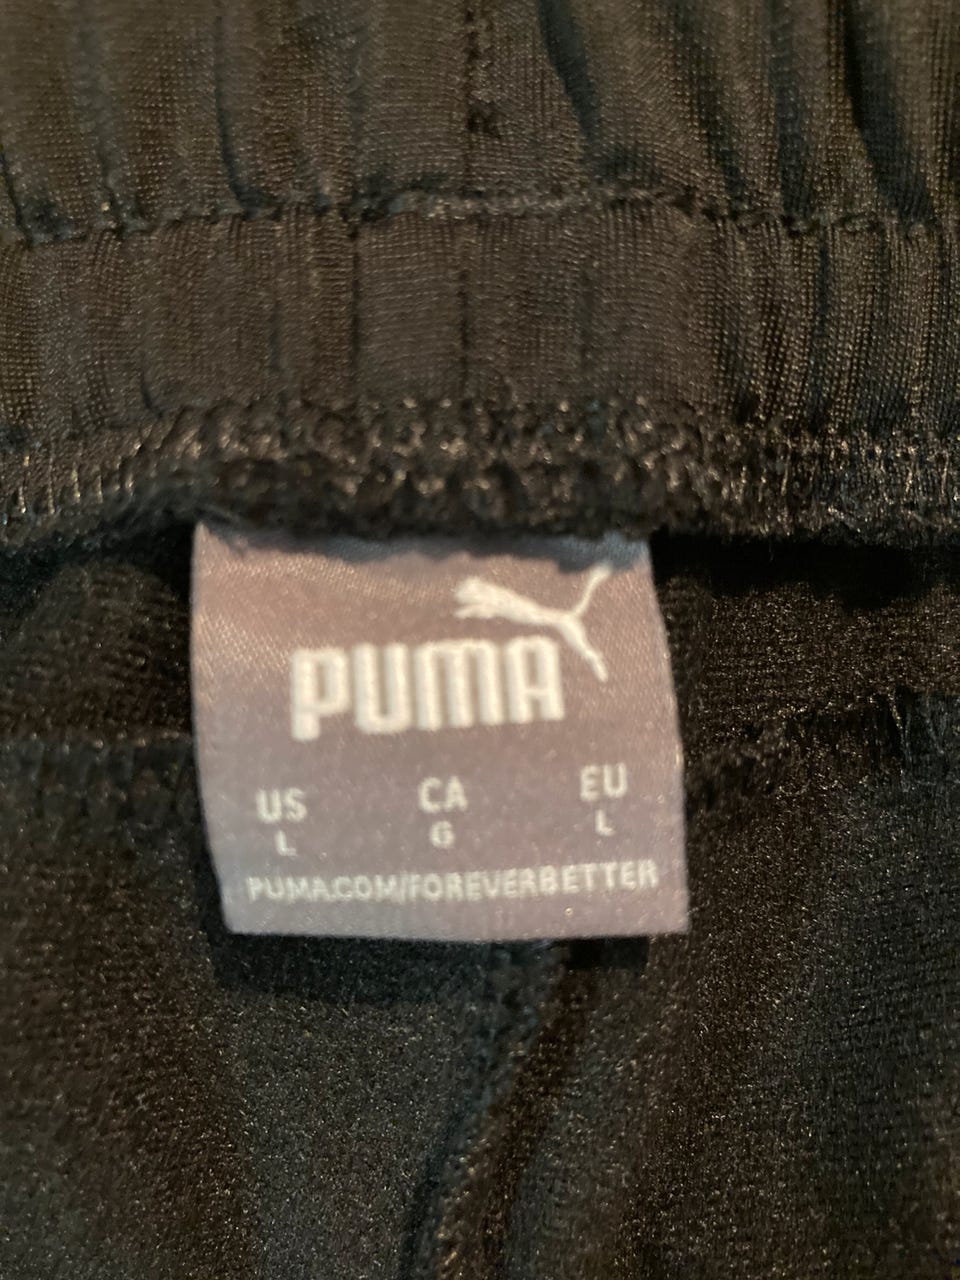 PUMA
US CA EU
L G L
PUMA.COM/FOREVERBETTER